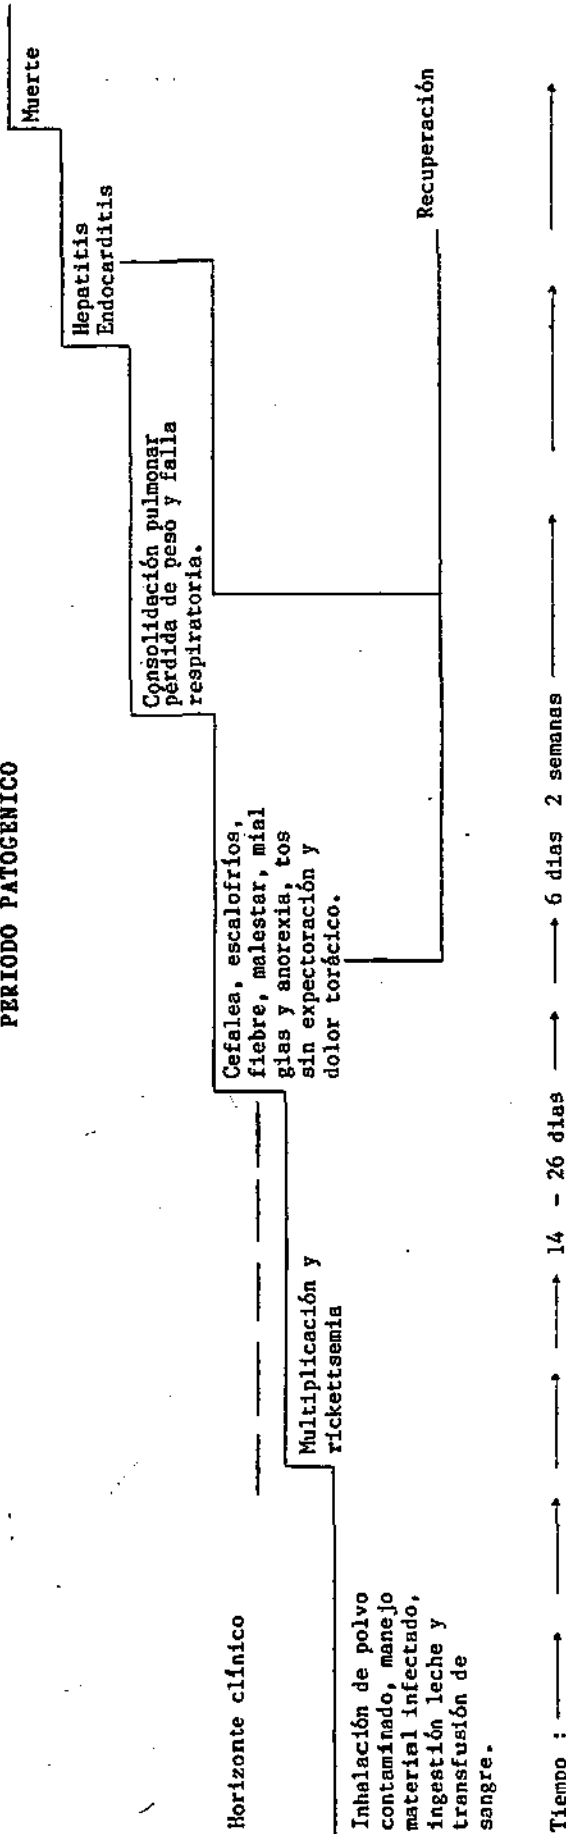 PERIODO PATOGENICO
Muerte
Hepatitis
Endocarditis
Consolidación pulmonar
pérdida de peso y falla
respiratoria.
Recuperación
Cefalea, escalofríos,
fiebre, malestar, mial
gias y anorexia, tos
sin expectoración y
dolor torácico.
Horizonte clínico
Multiplicación y
rickettsemia
Inhalación de polvo
contaminado, manejo
material infectado,
ingestión leche y
transfusión de
sangre.
Tiempo : 14 - 26 dias 6 dias 2 semanas